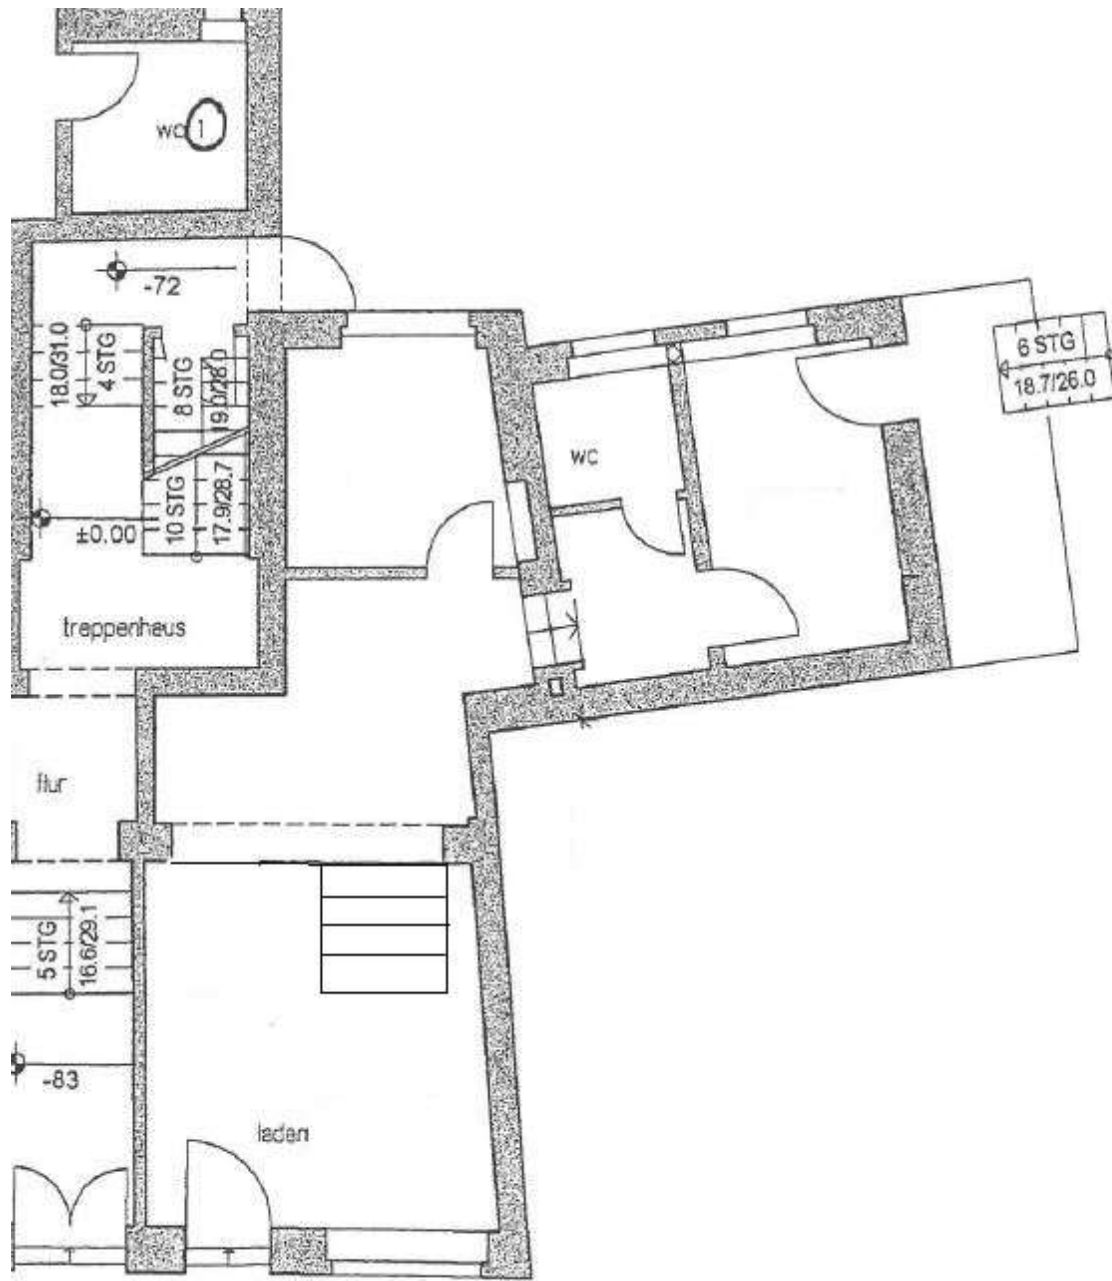 wc 1
-72
18.0/31.0
4 STG
8 STG
19.0/28.0
6 STG
18.7/26.0
wc
10 STG
17.9/28.7
±0.00
treppenhaus
flur
5 STG
16.6/29.1
-83
laden